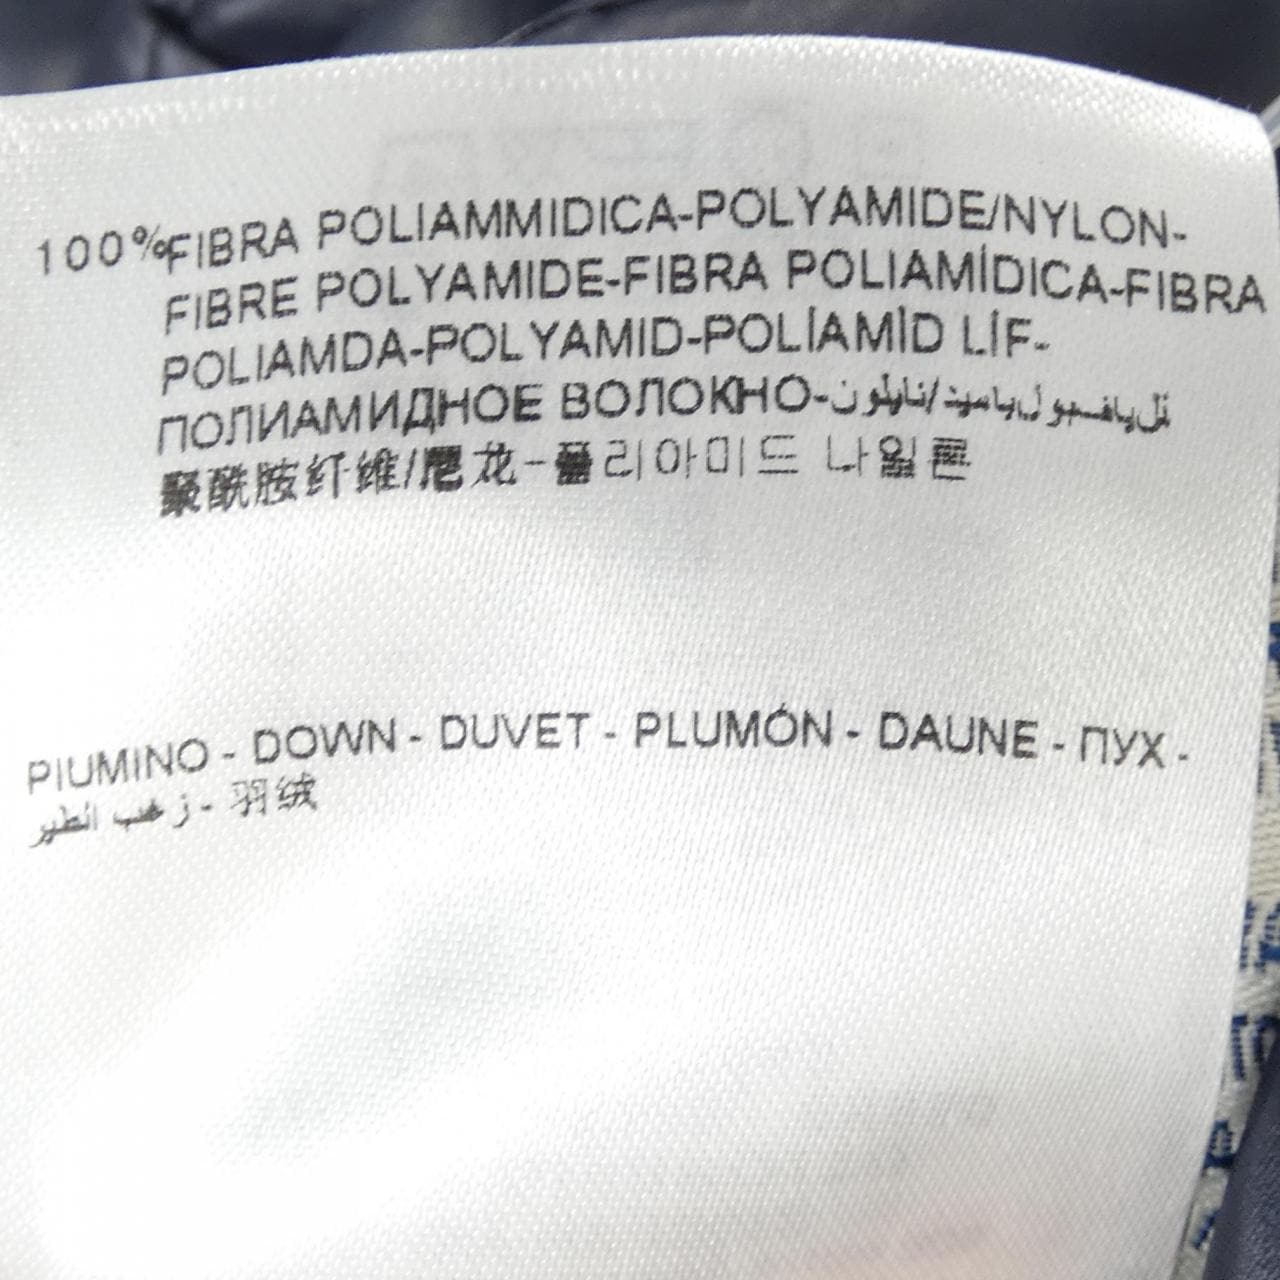 100%FIBRA POLIAMMIDICA-POLYAMIDE/NYLON-
FIBRE POLYAMIDE-FIBRA POLIAMÍDICA-FIBRA
POLIAMDA-POLYAMID-POLİAMİD LİF-
ПОЛИАМИДНОЕ ВОЛОКНО-نايلون/
聚酰胺纤维/尼龙-폴리아미드 나일론
PIUMINO - DOWN - DUVET - PLUMÓN - DAUNE - ПУХ -
زغب الطير - 羽绒